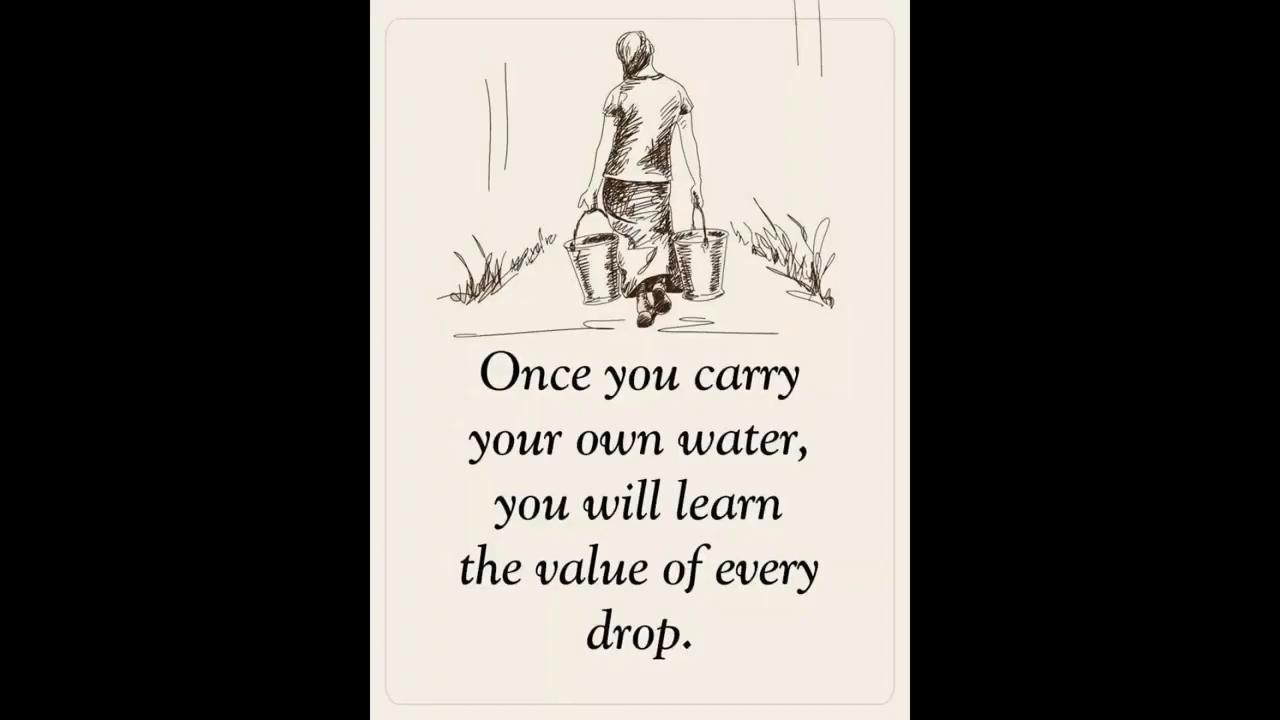 Once you carry
your own water,
you will learn
the value of every
drop.